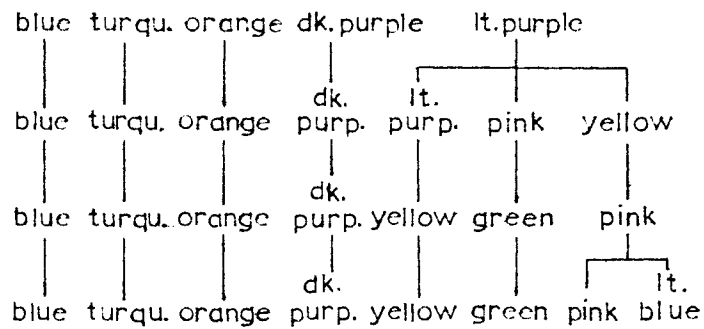 blue turqu. orange dk. purple lt. purple
dk. lt.
blue turqu. orange purp. purp. pink yellow
dk.
blue turqu. orange purp. yellow green pink
dk. lt.
blue turqu. orange purp. yellow green pink blue